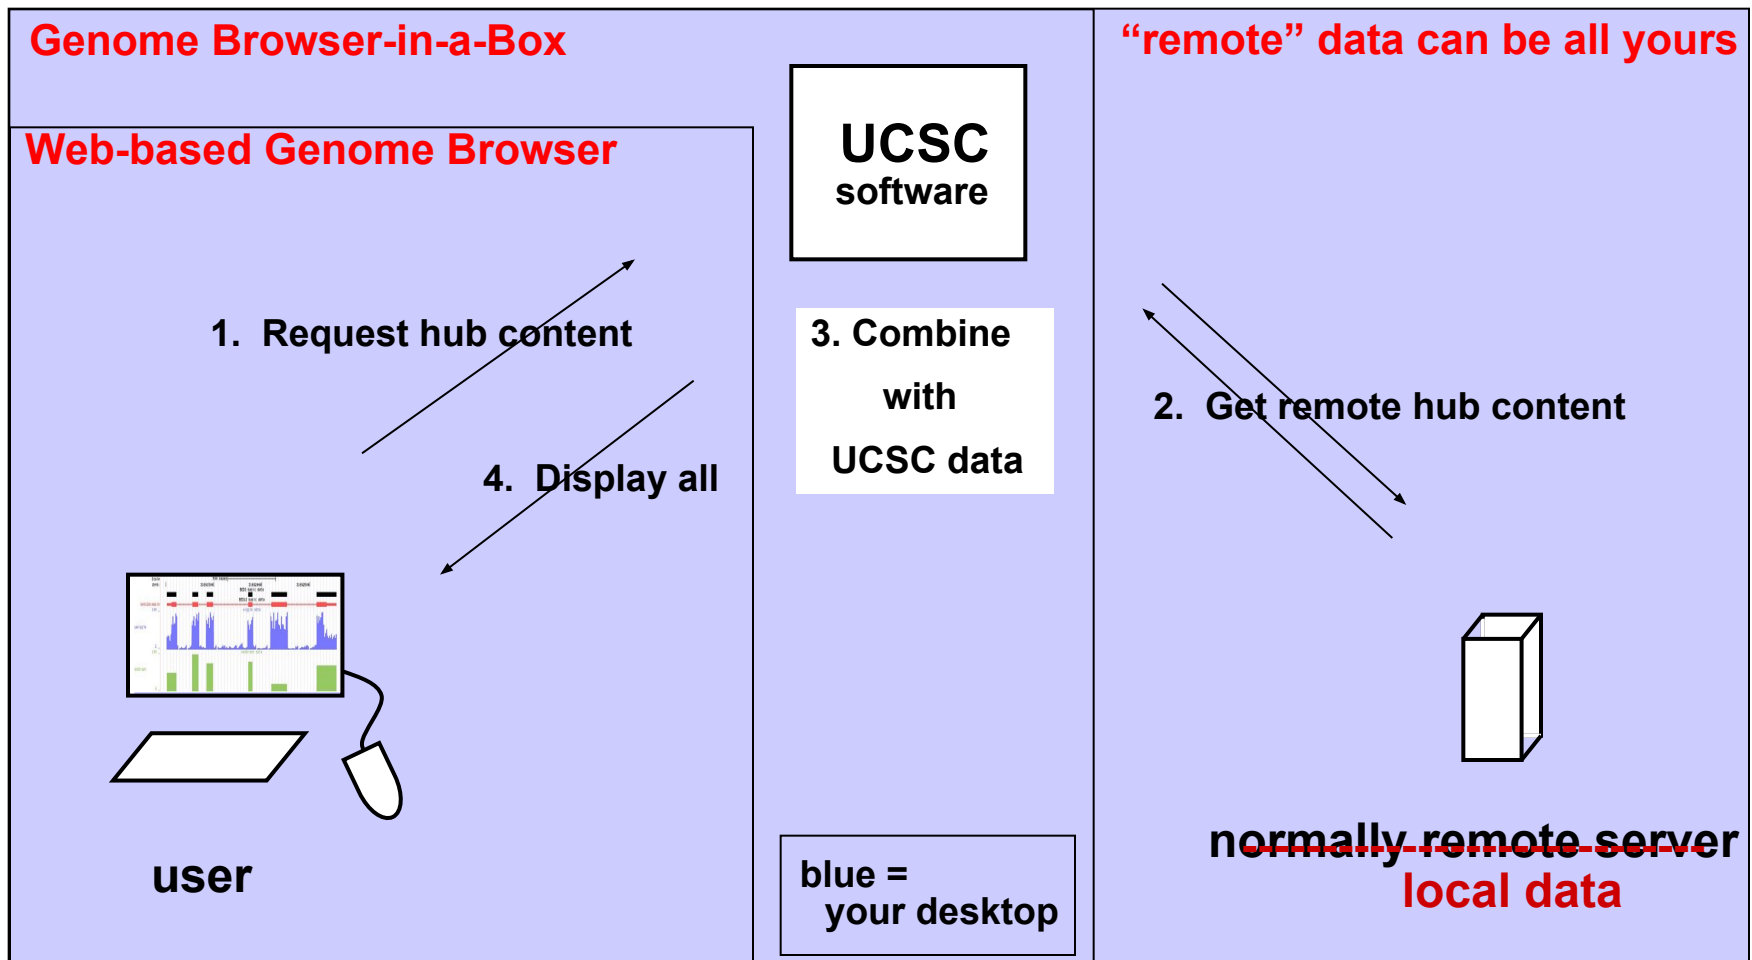 Genome Browser-in-a-Box
“remote” data can be all yours
Web-based Genome Browser
UCSC
software
1. Request hub content
3. Combine
with
UCSC data
2. Get remote hub content
4. Display all
user
blue =
your desktop
normally remote server
local data